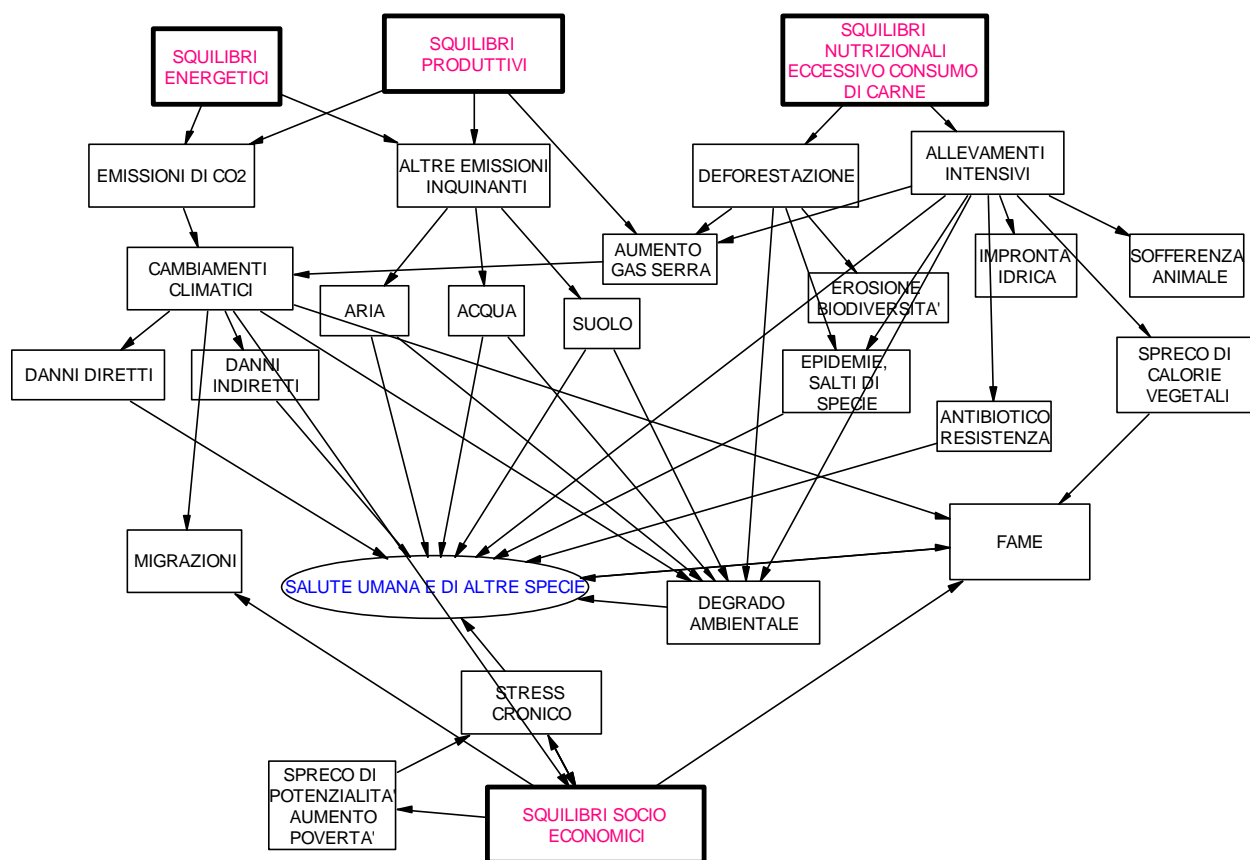 SQUILIBRI
ENERGETICI
SQUILIBRI
PRODUTTIVI
SQUILIBRI
NUTRIZIONALI
ECCESSIVO CONSUMO
DI CARNE
EMISSIONI DI CO2
ALTRE EMISSIONI
INQUINANTI
DEFORESTAZIONE
ALLEVAMENTI
INTENSIVI
CAMBIAMENTI
CLIMATICI
AUMENTO
GAS SERRA
IMPRONTA
IDRICA
SOFFERENZA
ANIMALE
ARIA
ACQUA
SUOLO
EROSIONE
BIODIVERSITA'
DANNI DIRETTI
DANNI
INDIRETTI
EPIDEMIE,
SALTI DI
SPECIE
SPRECO DI
CALORIE
VEGETALI
ANTIBIOTICO
RESISTENZA
MIGRAZIONI
FAME
SALUTE UMANA E DI ALTRE SPECIE
DEGRADO
AMBIENTALE
STRESS
CRONICO
SPRECO DI
POTENZIALITA'
AUMENTO
POVERTA'
SQUILIBRI SOCIO
ECONOMICI